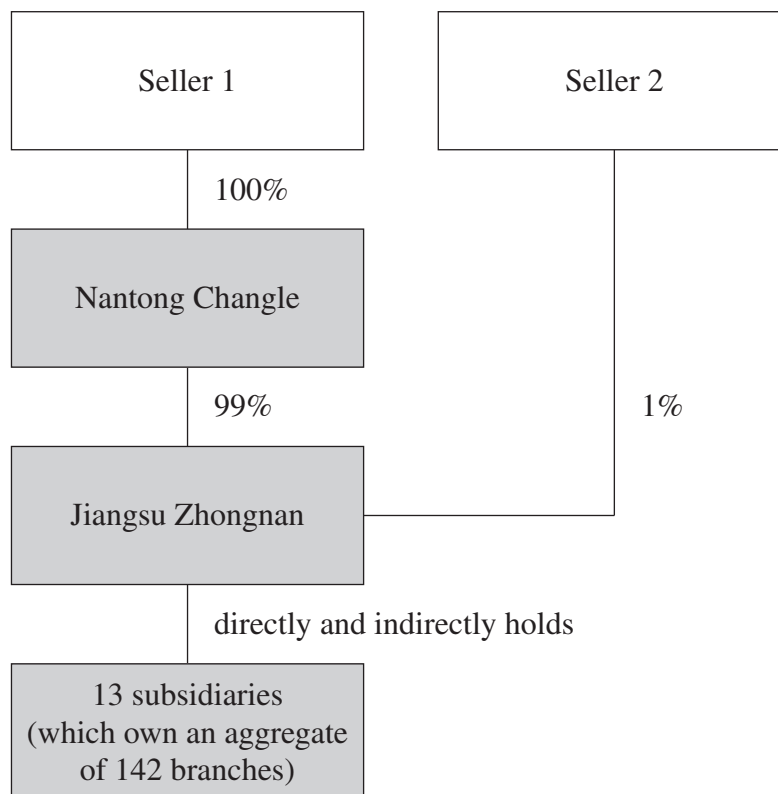 Seller 1
Seller 2
100%
Nantong Changle
99%
1%
Jiangsu Zhongnan
directly and indirectly holds
13 subsidiaries
(which own an aggregate
of 142 branches)